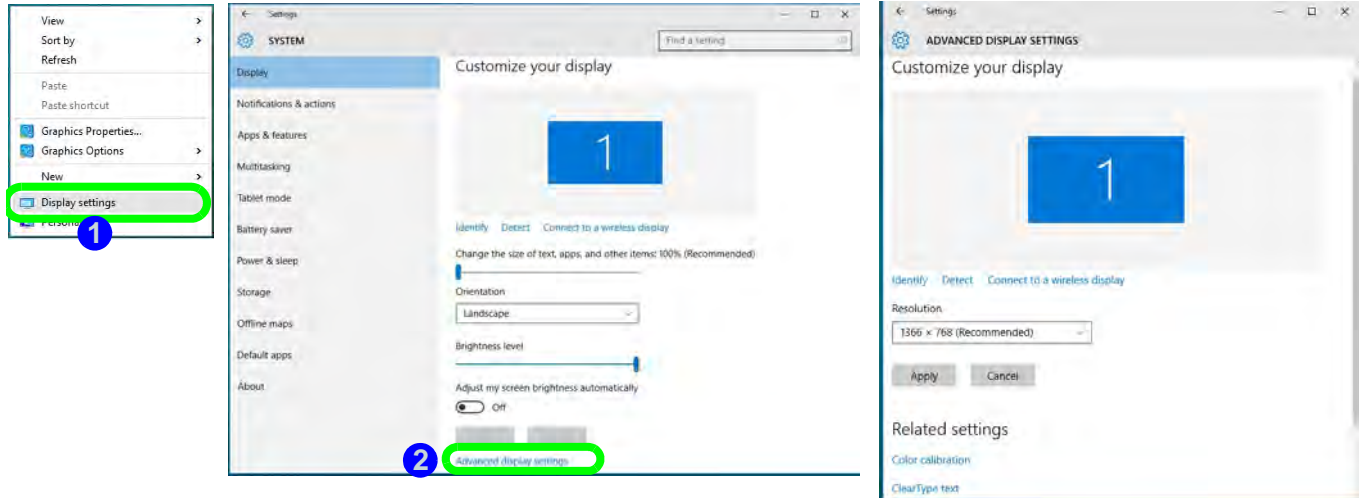 View
Sort by
Refresh
Paste
Paste shortcut
Graphics Properties...
Graphics Options
New
Display settings
1
Settings
SYSTEM
Find a setting
Display
Notifications & actions
Apps & features
Multitasking
Tablet mode
Battery saver
Power & sleep
Storage
Offline maps
Default apps
About
Customize your display
1
Identify Detect Connect to a wireless display
Change the size of text, apps, and other items: 100% (Recommended)
Orientation
Landscape
Brightness level
Adjust my screen brightness automatically
Off
2
Advanced display settings
Settings
ADVANCED DISPLAY SETTINGS
Customize your display
1
Identify Detect Connect to a wireless display
Resolution
1366 × 768 (Recommended)
Apply Cancel
Related settings
Color calibration
ClearType text